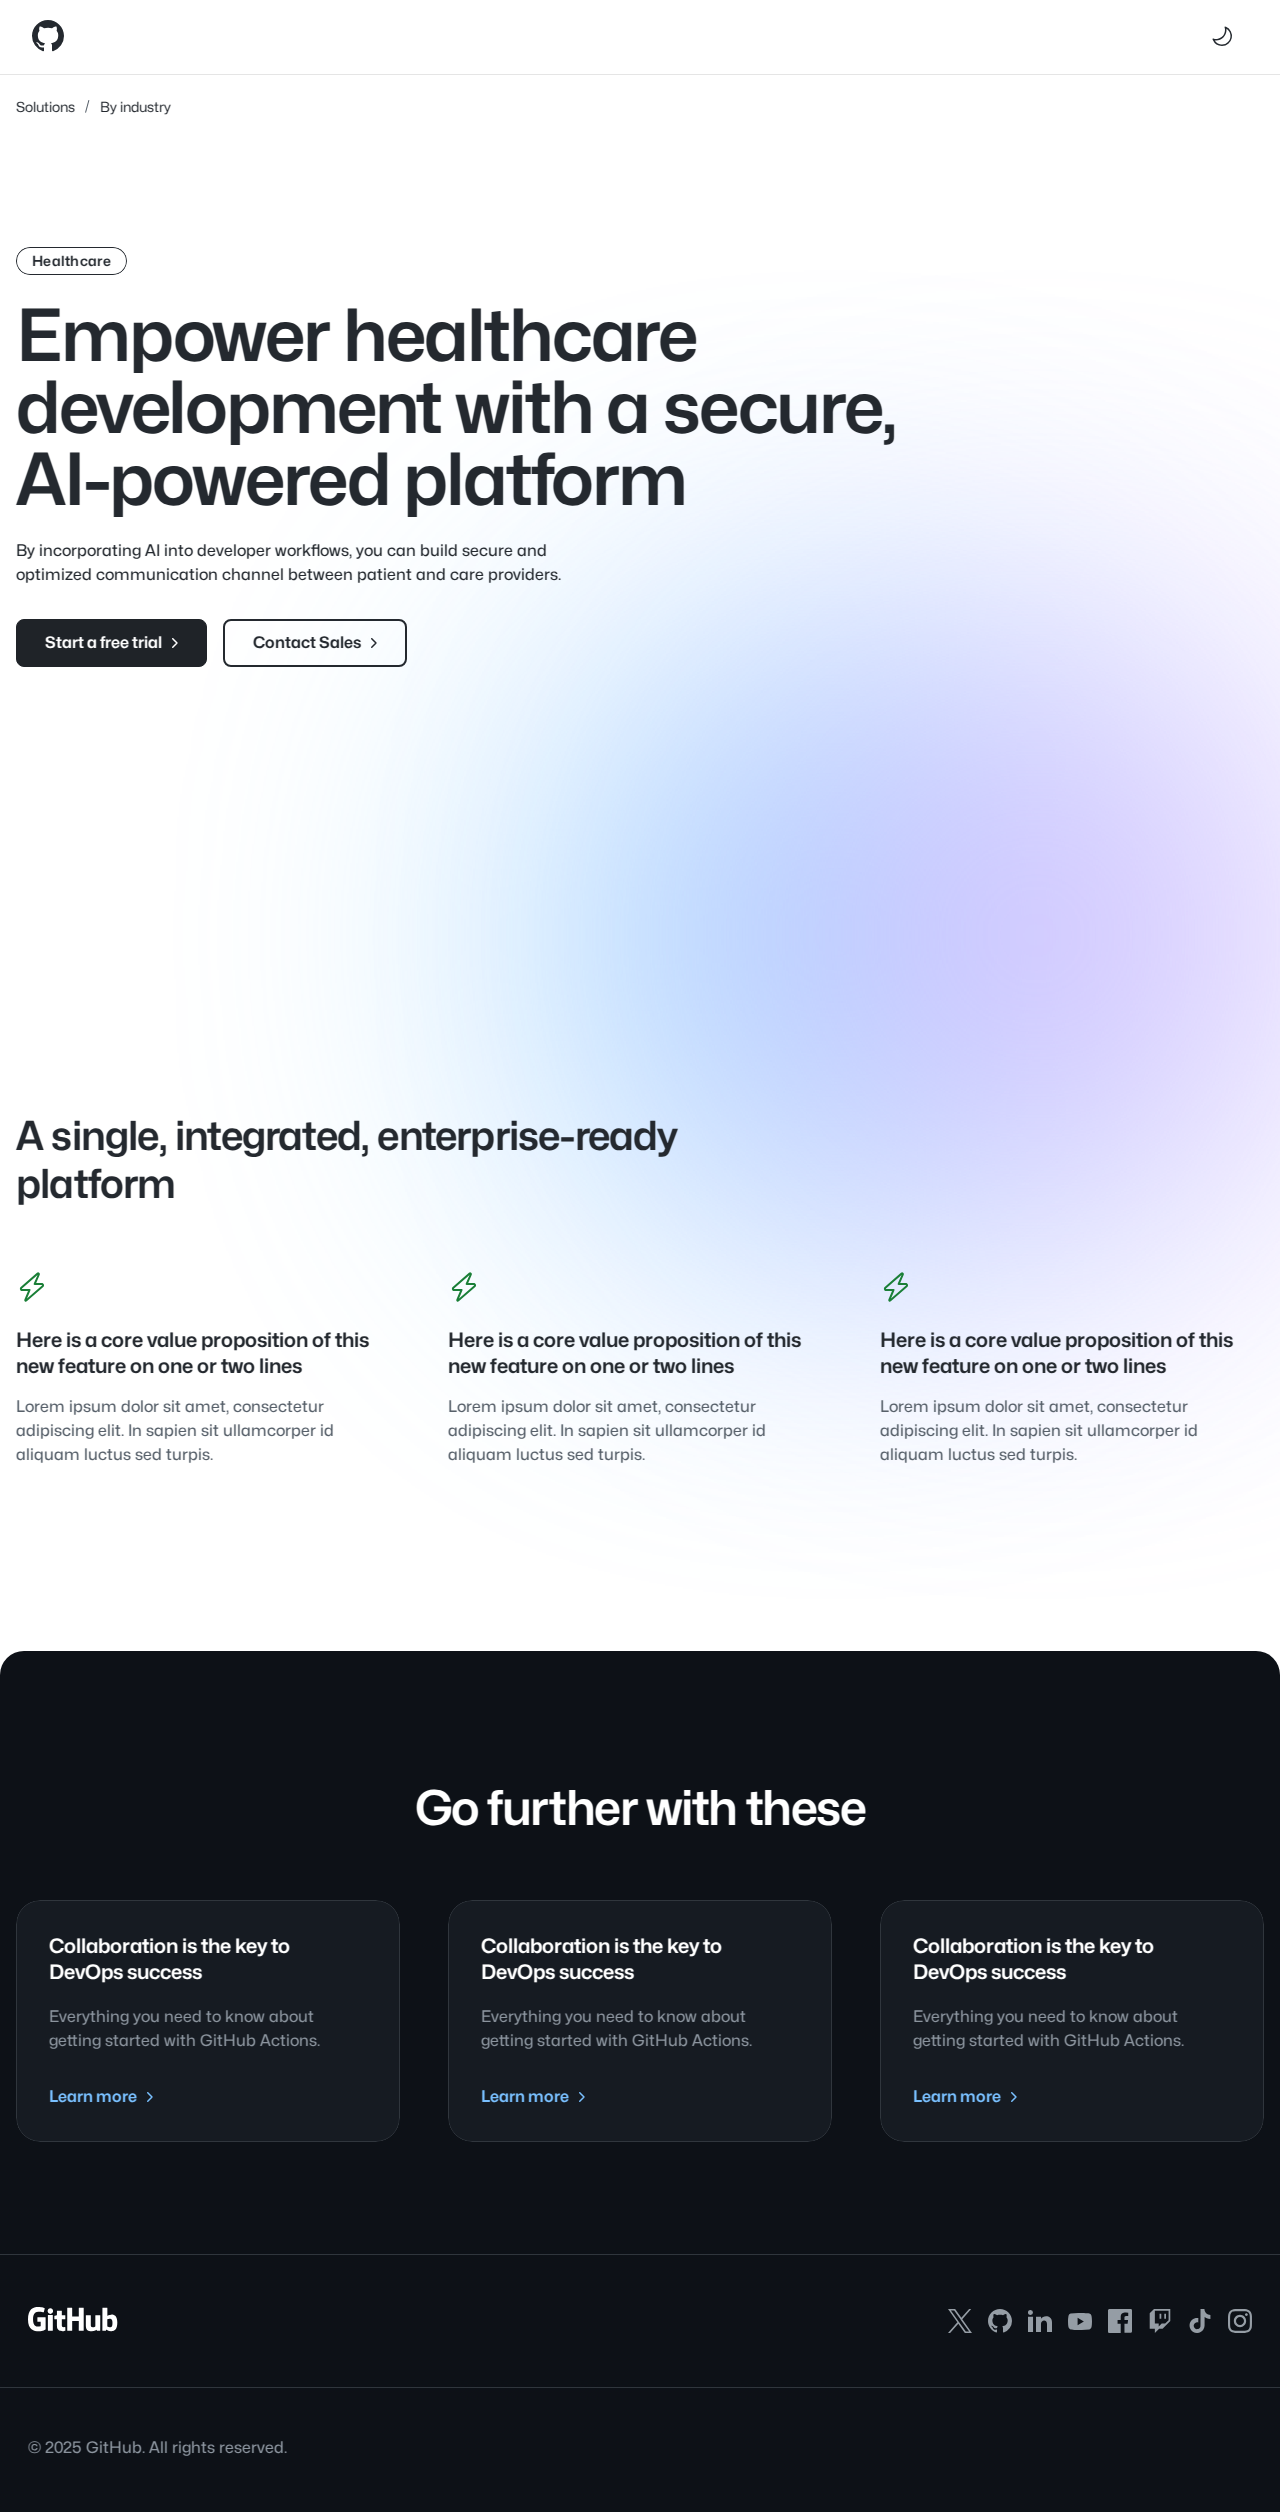 Solutions / By industry
Healthcare
Empower healthcare
development with a secure,
AI-powered platform
By incorporating AI into developer workflows, you can build secure and
optimized communication channel between patient and care providers.
Start a free trial
Contact Sales
A single, integrated, enterprise-ready
platform
Here is a core value proposition of this
new feature on one or two lines
Lorem ipsum dolor sit amet, consectetur
adipiscing elit. In sapien sit ullamcorper id
aliquam luctus sed turpis.
Here is a core value proposition of this
new feature on one or two lines
Lorem ipsum dolor sit amet, consectetur
adipiscing elit. In sapien sit ullamcorper id
aliquam luctus sed turpis.
Here is a core value proposition of this
new feature on one or two lines
Lorem ipsum dolor sit amet, consectetur
adipiscing elit. In sapien sit ullamcorper id
aliquam luctus sed turpis.
Go further with these
Collaboration is the key to
DevOps success
Everything you need to know about
getting started with GitHub Actions.
Learn more
Collaboration is the key to
DevOps success
Everything you need to know about
getting started with GitHub Actions.
Learn more
Collaboration is the key to
DevOps success
Everything you need to know about
getting started with GitHub Actions.
Learn more
GitHub
© 2025 GitHub. All rights reserved.